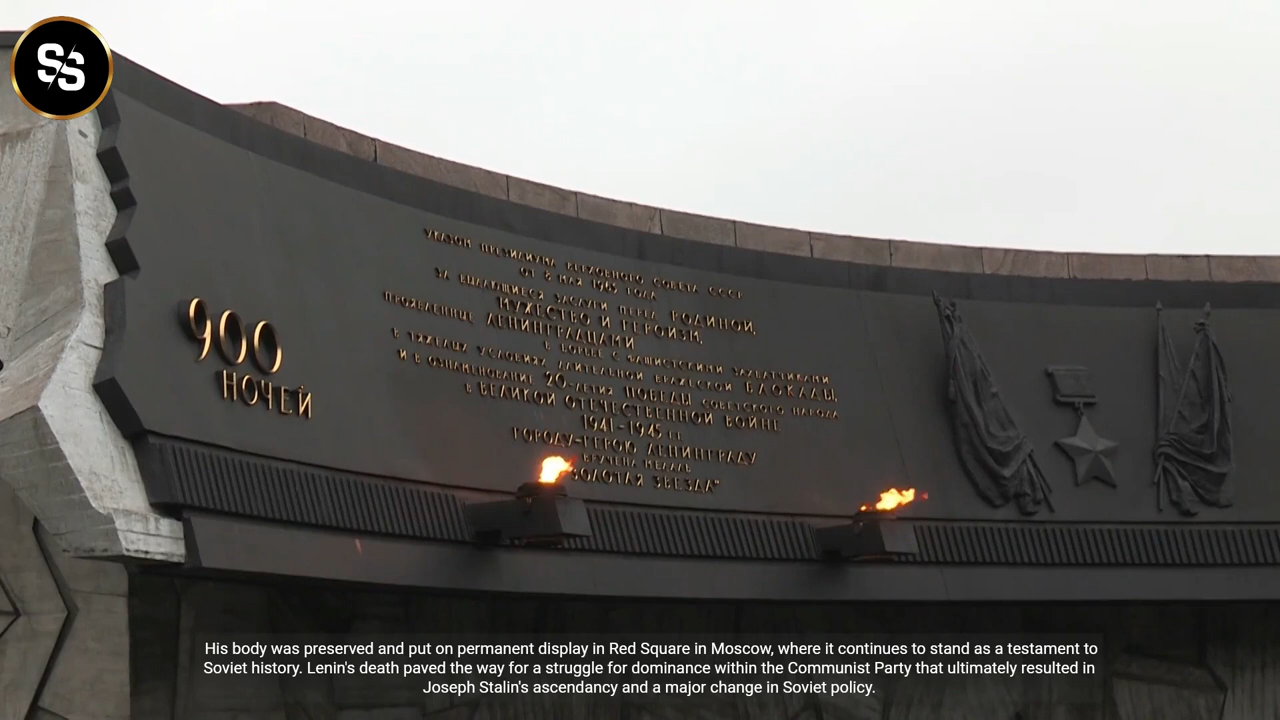 SS
900
НОЧЕЙ
УКАЗОМ ПРЕЗИДИУМА ВЕРХОВНОГО СОВЕТА СССР
ОТ 8 МАЯ 1965 ГОДА
ЗА ВЫДАЮЩИЕСЯ ЗАСЛУГИ ПЕРЕД РОДИНОЙ,
МУЖЕСТВО И ГЕРОИЗМ,
ПРОЯВЛЕННЫЕ ЛЕНИНГРАДЦАМИ
В БОРЬБЕ С ФАШИСТСКИМИ ЗАХВАТЧИКАМИ
В ТЯЖЕЛЫХ УСЛОВИЯХ ДЛИТЕЛЬНОЙ ВРАЖЕСКОЙ БЛОКАДЫ,
И В ОЗНАМЕНОВАНИЕ 20-ЛЕТИЯ ПОБЕДЫ СОВЕТСКОГО НАРОДА
В ВЕЛИКОЙ ОТЕЧЕСТВЕННОЙ ВОЙНЕ
1941-1945 ГГ.
ГОРОДУ-ГЕРОЮ ЛЕНИНГРАДУ
ВРУЧЕНА МЕДАЛЬ
ЗОЛОТАЯ ЗВЕЗДА"
His body was preserved and put on permanent display in Red Square in Moscow, where it continues to stand as a testament to
Soviet history. Lenin's death paved the way for a struggle for dominance within the Communist Party that ultimately resulted in
Joseph Stalin's ascendancy and a major change in Soviet policy.